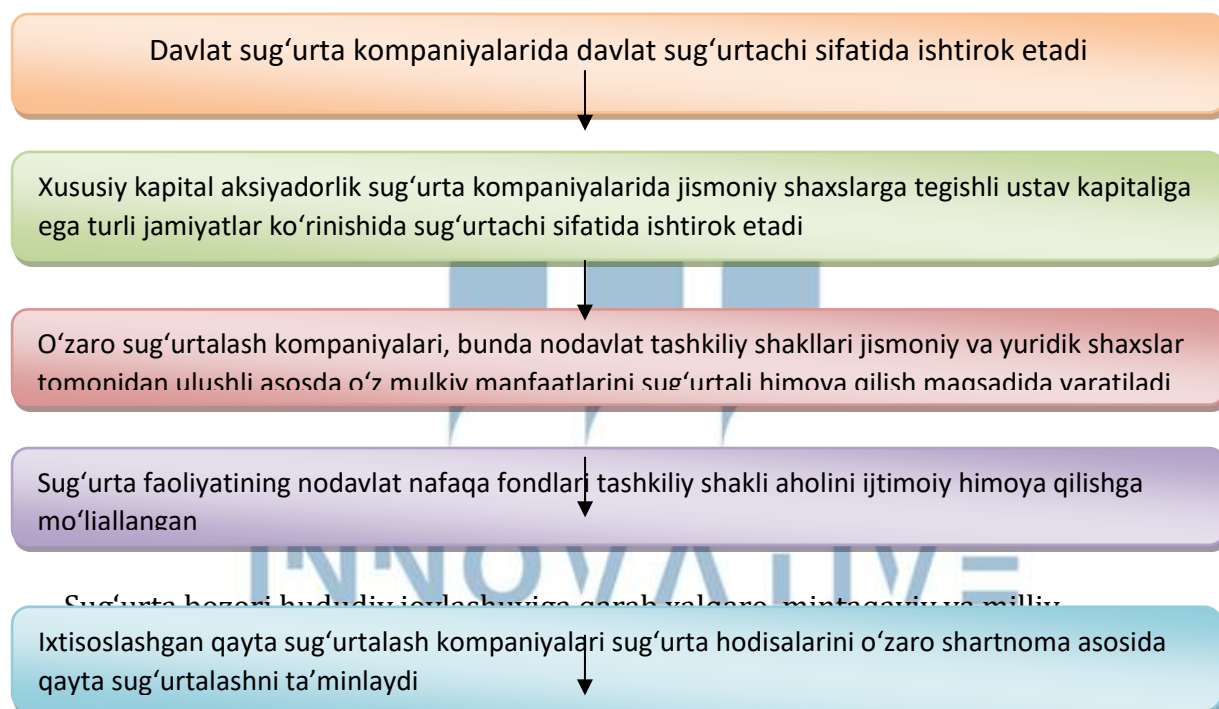 Davlat sug‘urta kompaniyalarida davlat sug‘urtachi sifatida ishtirok etadi
Xususiy kapital aksiyadorlik sug‘urta kompaniyalarida jismoniy shaxslarga tegishli ustav kapitaliga
ega turli jamiyatlar ko‘rinishida sug‘urtachi sifatida ishtirok etadi
O‘zaro sug‘urtalash kompaniyalari, bunda nodavlat tashkiliy shakllari jismoniy va yuridik shaxslar
tomonidan ulushli asosda o‘z mulkiy manfaatlarini sug‘urtali himoya qilish maqsadida yaratiladi
Sug‘urta faoliyatining nodavlat nafaqa fondlari tashkiliy shakli aholini ijtimoiy himoya qilishga
mo‘ljallangan
INNOVATIVE
Sug‘urta bozori hududiy joylashuviga qarab xalqaro, mintaqaviy va milliy
Ixtisoslashgan qayta sug‘urtalash kompaniyalari sug‘urta hodisalarini o‘zaro shartnoma asosida
qayta sug‘urtalashni ta’minlaydi